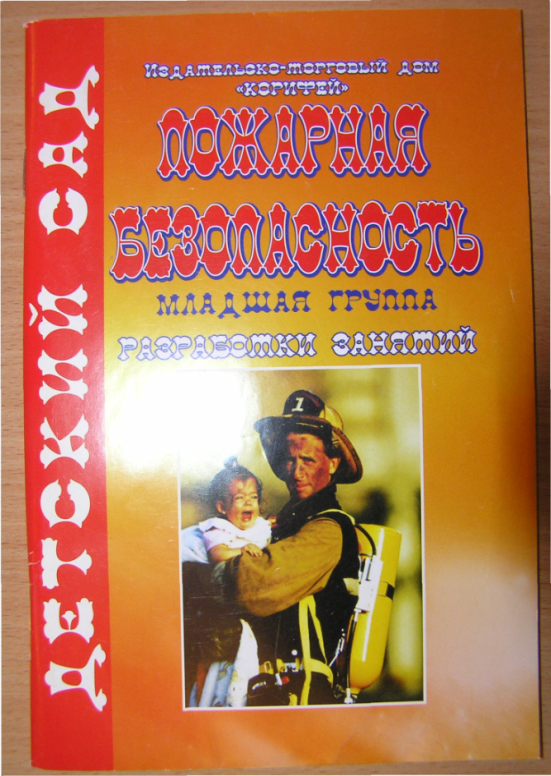 ДЕТСКИЙ САД
Издательско-торговый дом
«Корифей»
ПОЖАРНАЯ
БЕЗОПАСНОСТЬ
МЛАДШАЯ ГРУППА
РАЗРАБОТКИ ЗАНЯТИЙ
1